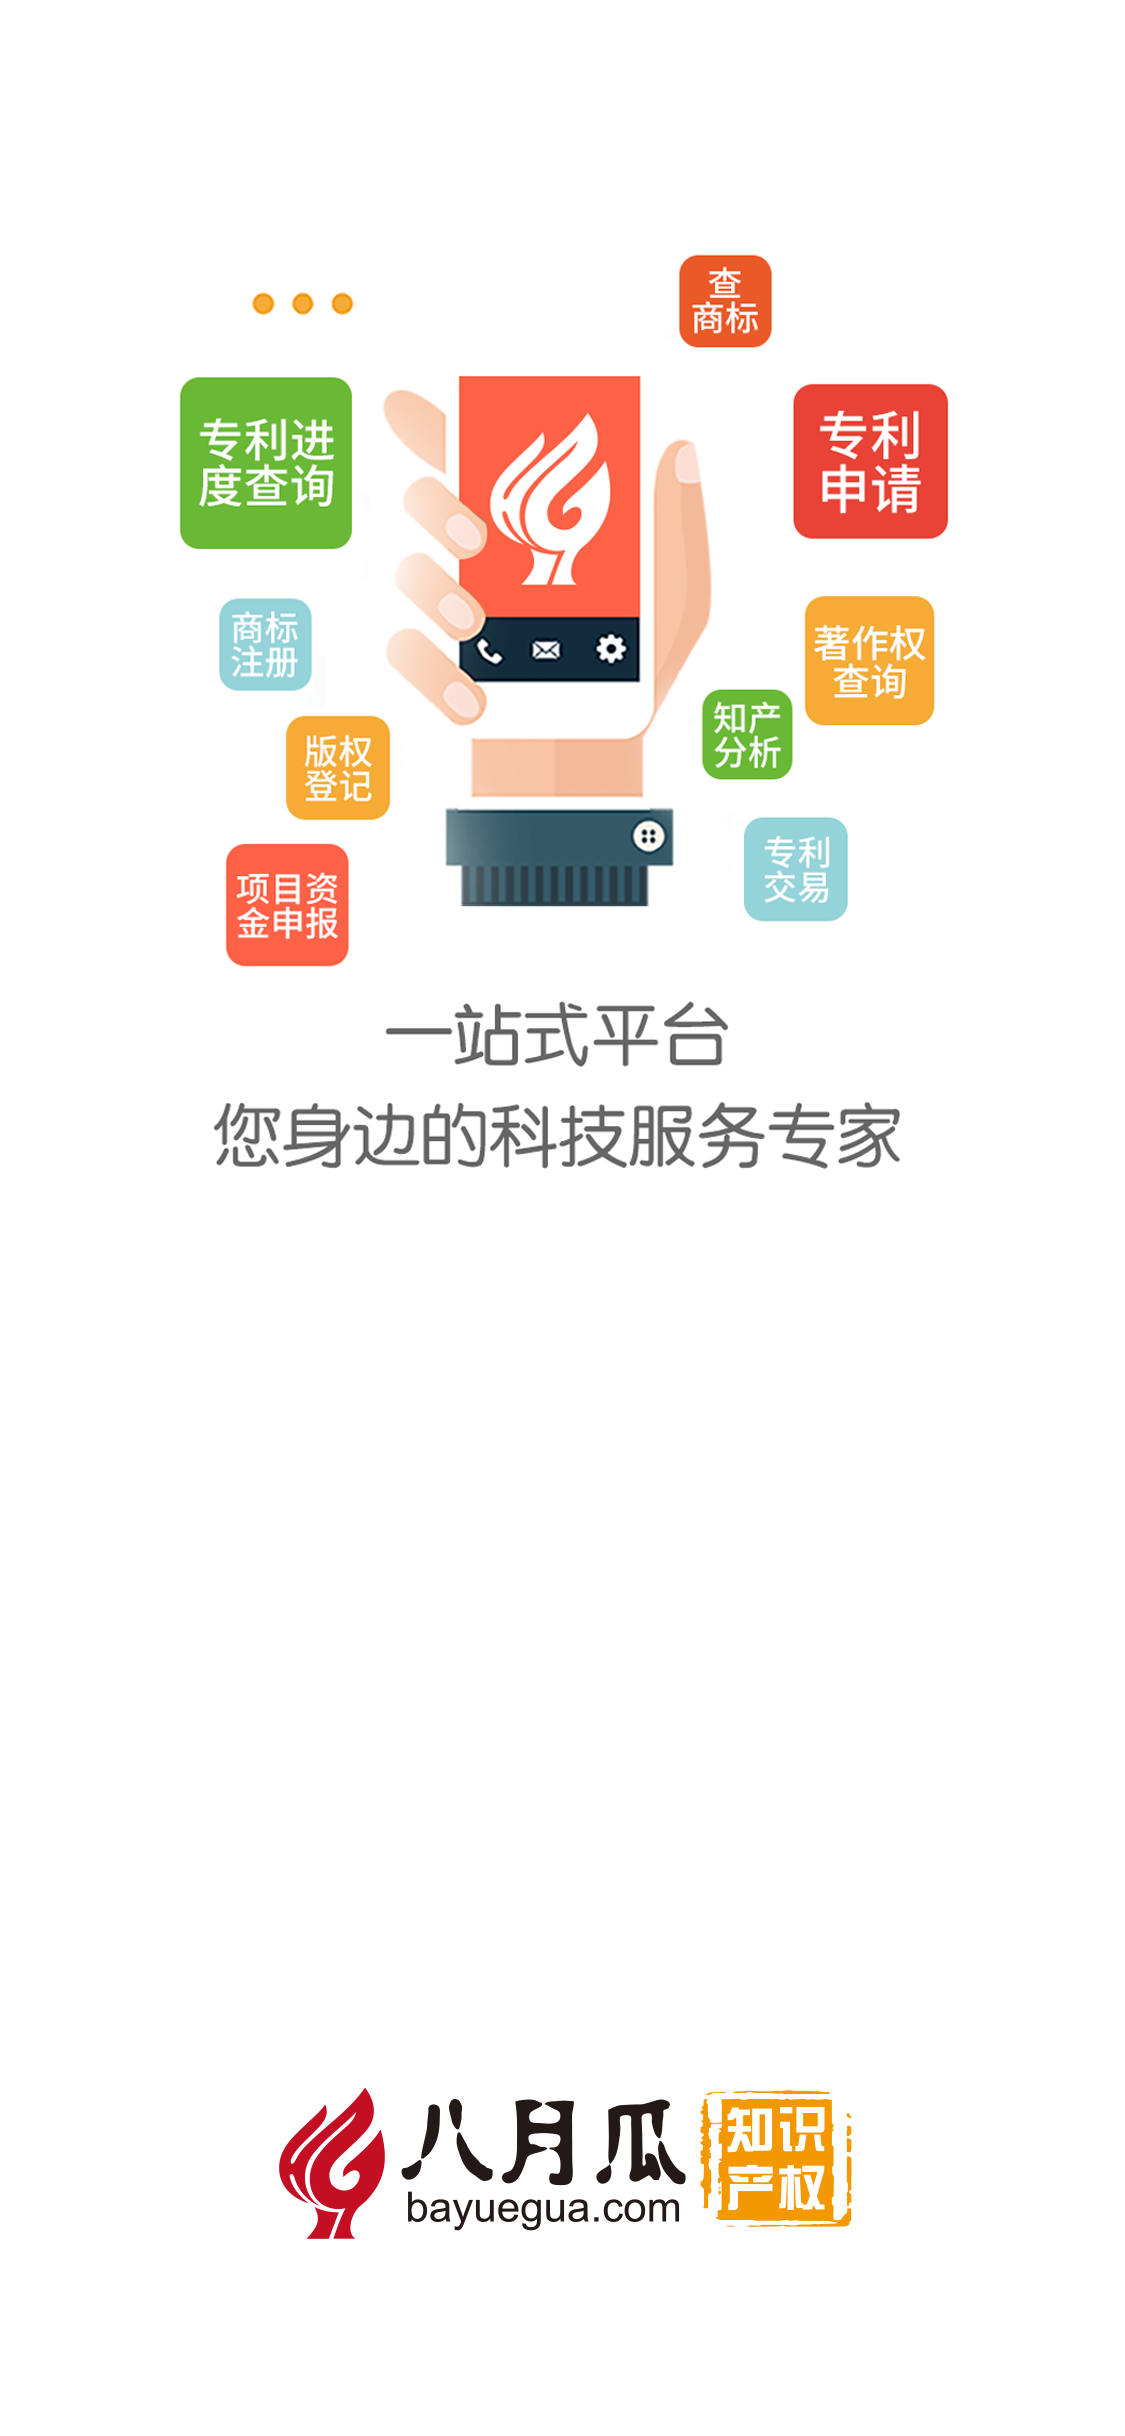 查
商标
专利进
度查询
专利
申请
商标
注册
著作权
查询
知产
分析
版权
登记
专利
交易
项目资
金申报
一站式平台
您身边的科技服务专家
八月瓜
bayuegua.com
知识
产权